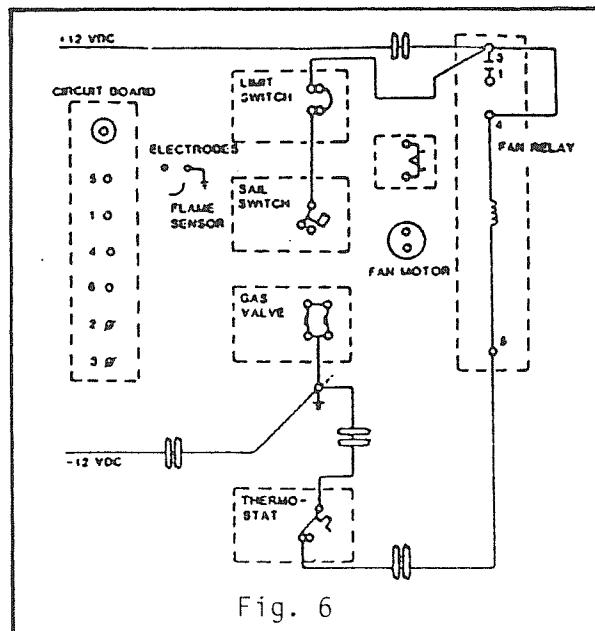 +12 VDC
CIRCUIT BOARD
5
1
4
6
2
3
ELECTRODES
FLAME SENSOR
LIMIT SWITCH
SAIL SWITCH
GAS VALVE
FAN MOTOR
3
1
4
FAN RELAY
5
-12 VDC
THERMO-
STAT
Fig. 6